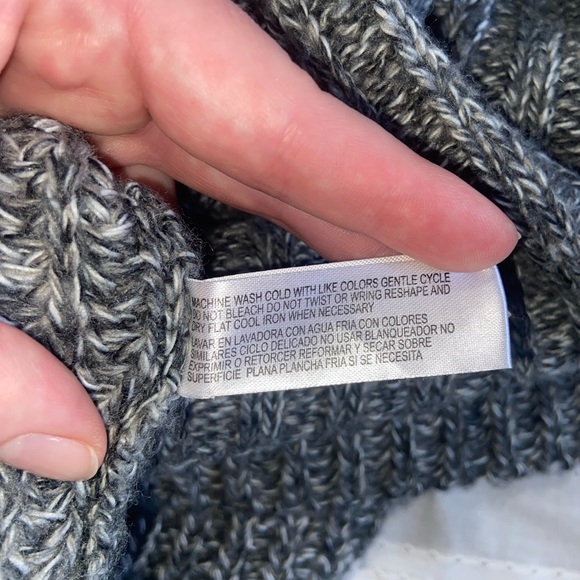 MACHINE WASH COLD WITH LIKE COLORS GENTLE CYCLE
DO NOT BLEACH DO NOT TWIST OR WRING RESHAPE AND
DRY FLAT COOL IRON WHEN NECESSARY
LAVAR EN LAVADORA CON AGUA FRIA CON COLORES
SIMILARES CICLO DELICADO NO USAR BLANQUEADOR NO
EXPRIMIR O RETORCER REFORMAR Y SECAR SOBRE
SUPERFICIE PLANA PLANCHA FRIA SI SE NECESITA